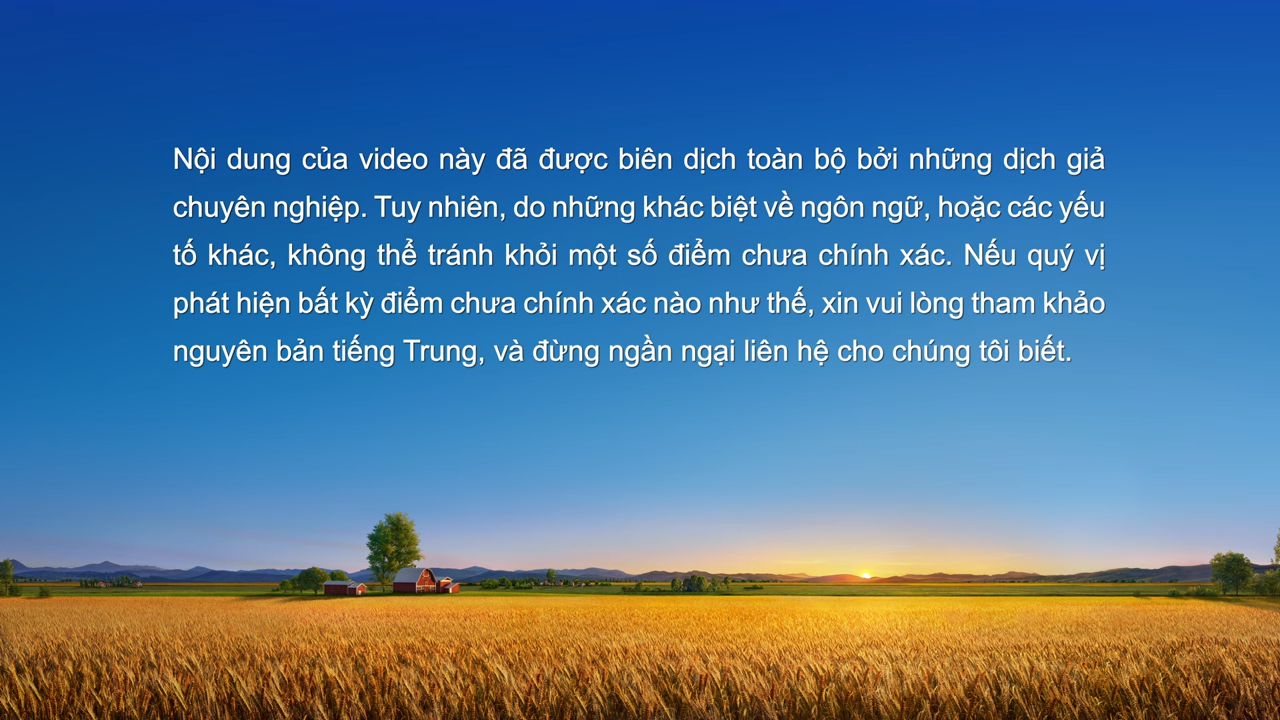 Nội dung của video này đã được biên dịch toàn bộ bởi những dịch giả
chuyên nghiệp. Tuy nhiên, do những khác biệt về ngôn ngữ, hoặc các yếu
tố khác, không thể tránh khỏi một số điểm chưa chính xác. Nếu quý vị
phát hiện bất kỳ điểm chưa chính xác nào như thế, xin vui lòng tham khảo
nguyên bản tiếng Trung, và đừng ngần ngại liên hệ cho chúng tôi biết.